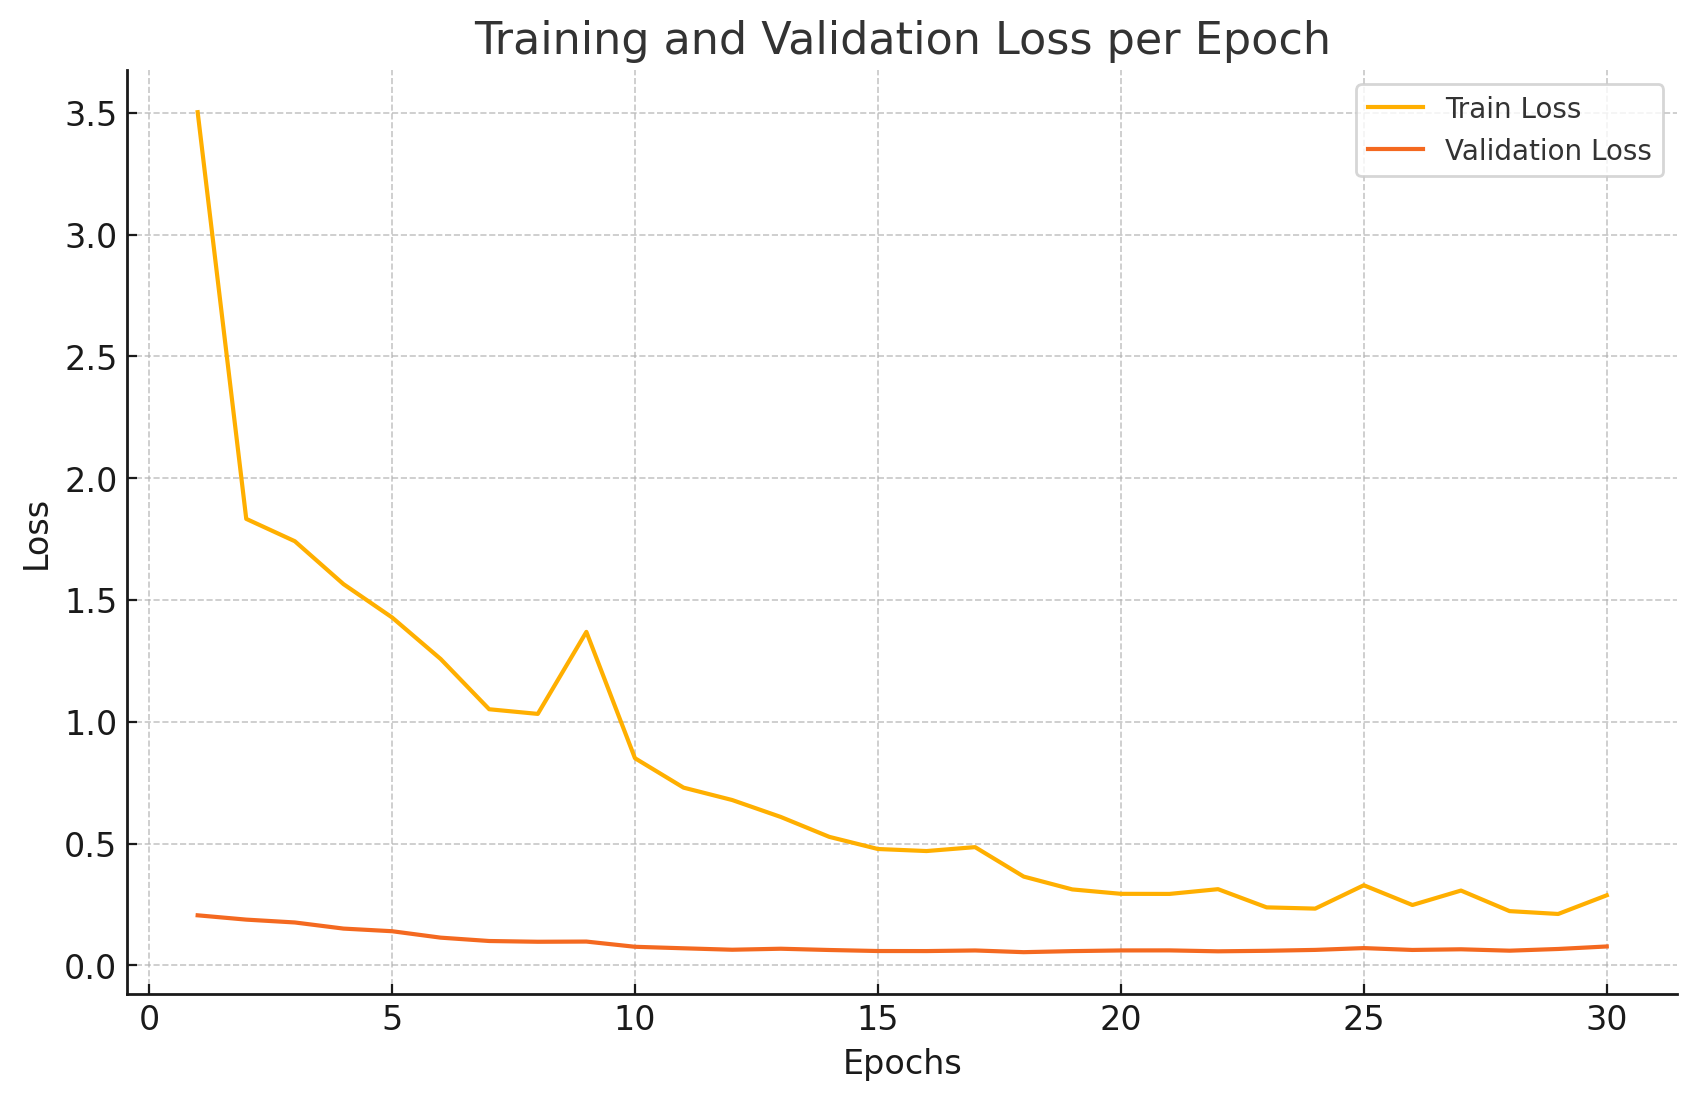 Training and Validation Loss per Epoch
Train Loss
Validation Loss
3.5
3.0
2.5
2.0
1.5
1.0
0.5
0.0
Loss
0 5 10 15 20 25 30
Epochs